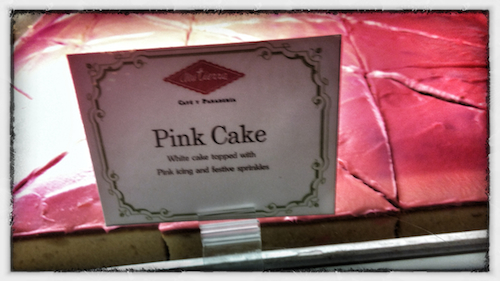 CAFE Y PANADERIA
Pink Cake
White cake topped with
Pink icing and festive sprinkles